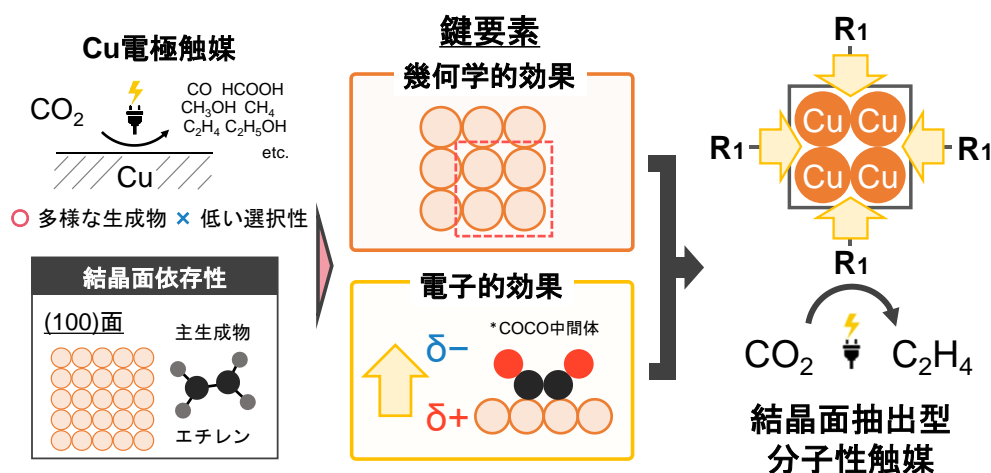 Cu電極触媒
CO₂
CO HCOOH
CH₃OH CH₄
C₂H₄ C₂H₅OH
etc.
Cu
○ 多様な生成物 × 低い選択性
結晶面依存性
(100)面
主生成物
エチレン
鍵要素
幾何学的効果
電子的効果
*COCO中間体
δ−
δ+
R₁
Cu Cu
R₁ R₁
Cu Cu
R₁
CO₂ C₂H₄
結晶面抽出型
分子性触媒